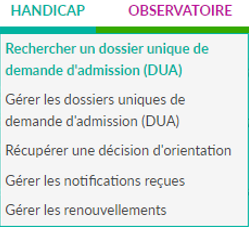 HANDICAP OBSERVATOIRE
Rechercher un dossier unique de
demande d'admission (DUA)
Gérer les dossiers uniques de
demande d'admission (DUA)
Récupérer une décision d'orientation
Gérer les notifications reçues
Gérer les renouvellements